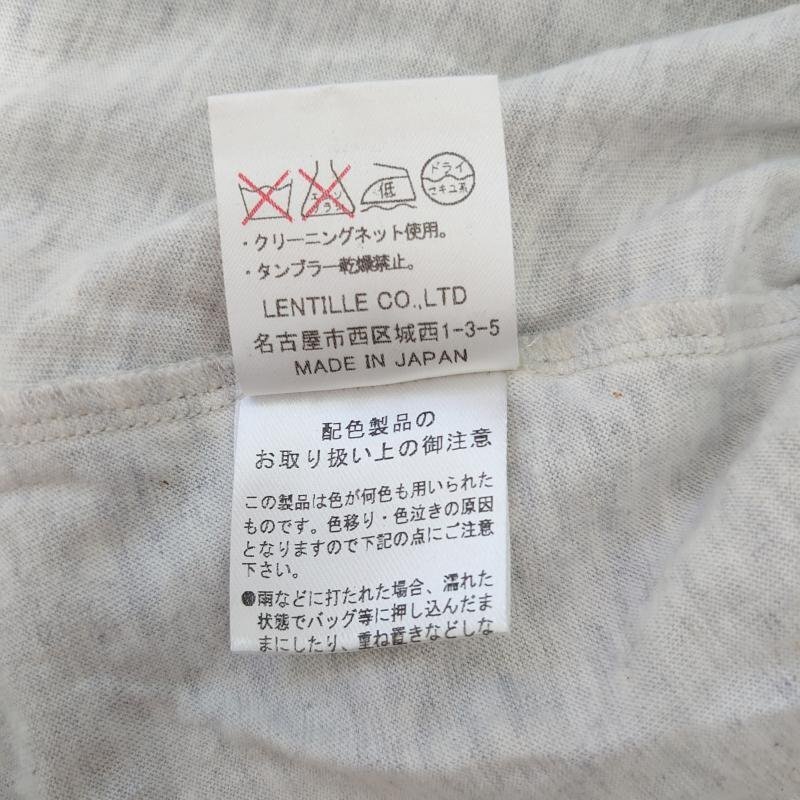 エンソ
サラシ
低
ドライ
セキユ系
・クリーニングネット使用。
・タンブラー乾燥禁止。
LENTILLE CO.,LTD
名古屋市西区城西1-3-5
MADE IN JAPAN
配色製品の
お取り扱い上の御注意
この製品は色が何色も用いられた
ものです。色移り・色泣きの原因
となりますので下記の点にご注意
下さい。
●雨などに打たれた場合、濡れた
状態でバッグ等に押し込んだま
まにしたり、重ね置きなどしな